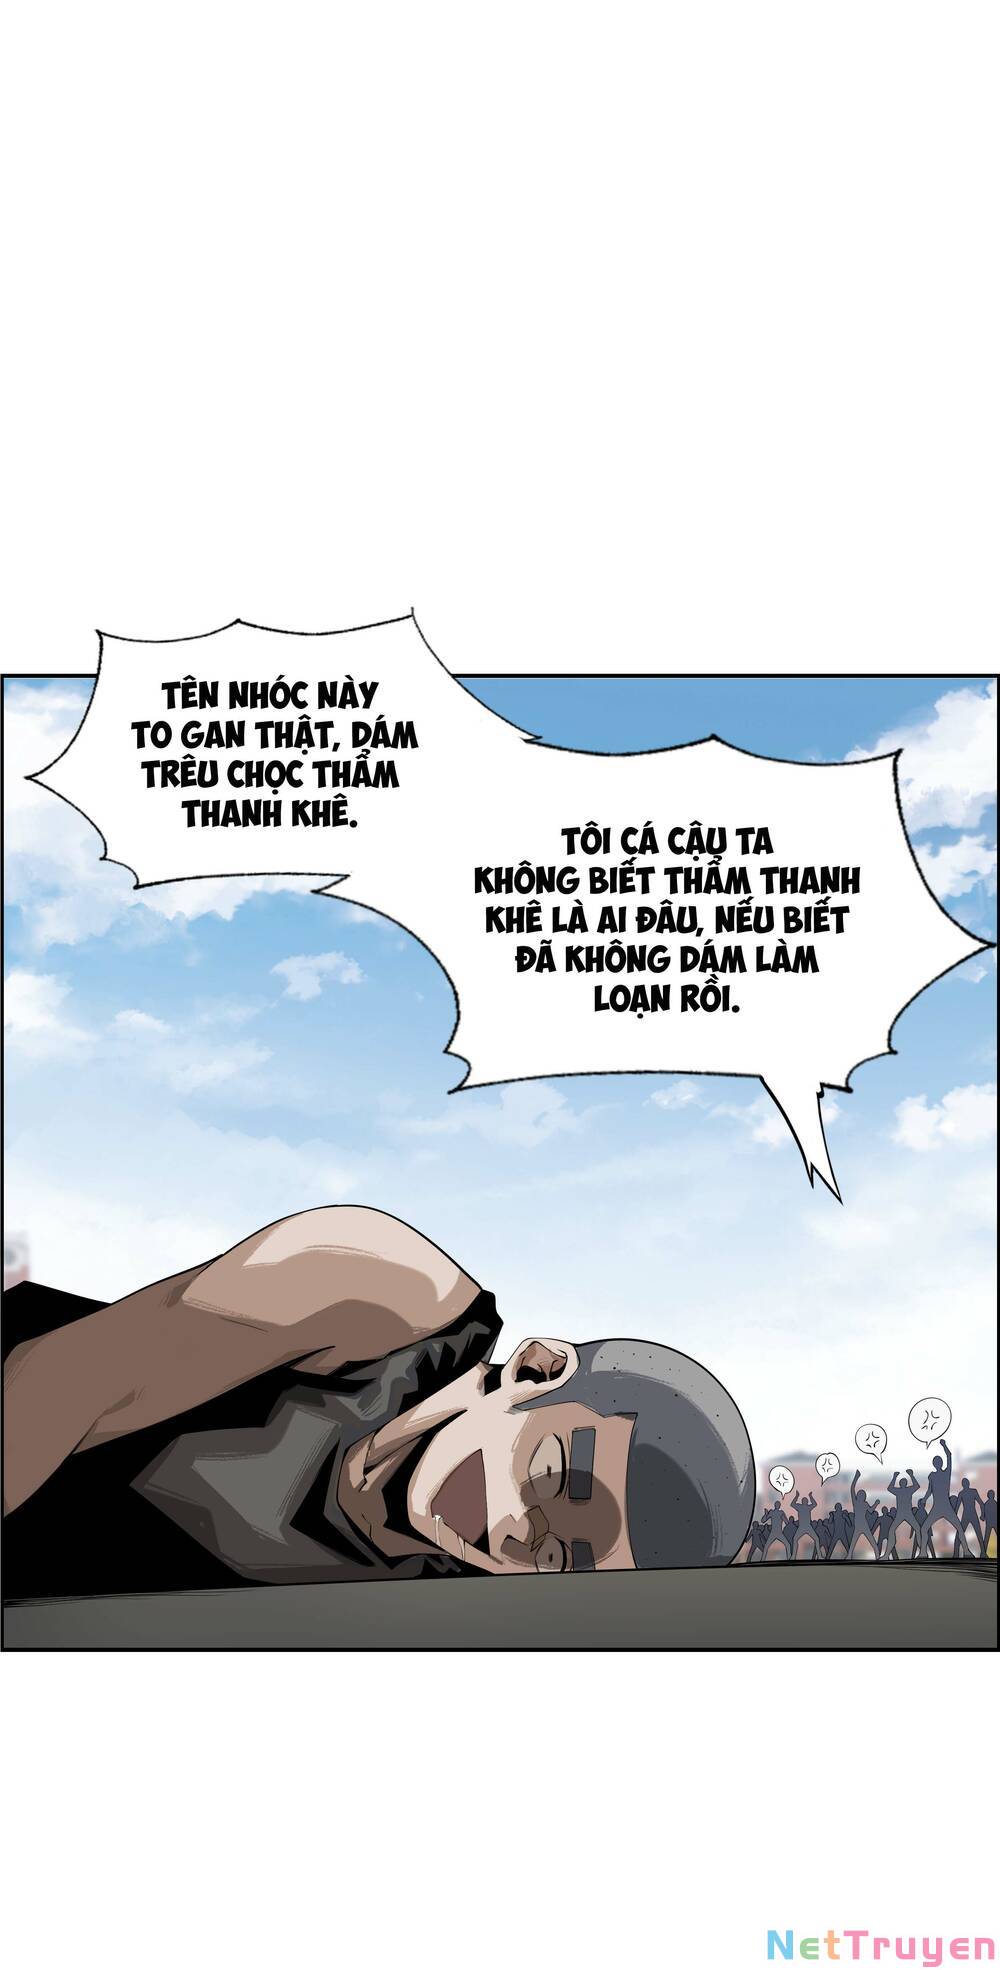 TÊN NHÓC NÀY
TO GAN THẬT, DÁM
TRÊU CHỌC THẨM
THANH KHÊ.
TÔI CÁ CẬU TA
KHÔNG BIẾT THẨM THANH
KHÊ LÀ AI ĐÂU, NẾU BIẾT
ĐÃ KHÔNG DÁM LÀM
LOẠN RỒI.
NetTruyen